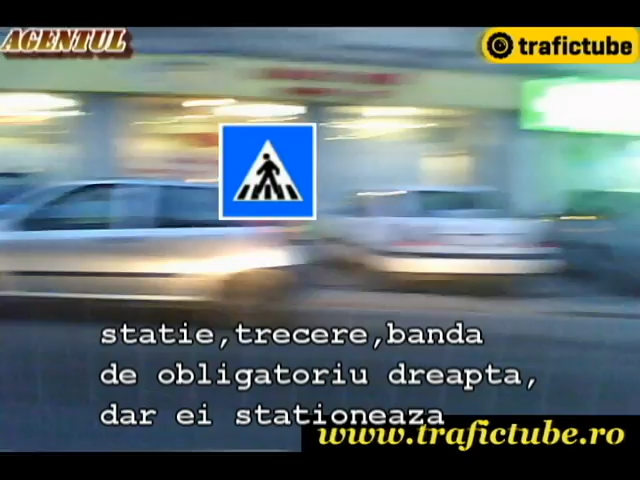 AGENTUL
trafictube
statie,trecere,banda
de obligatoriu dreapta,
dar ei stationeaza
www.trafictube.ro